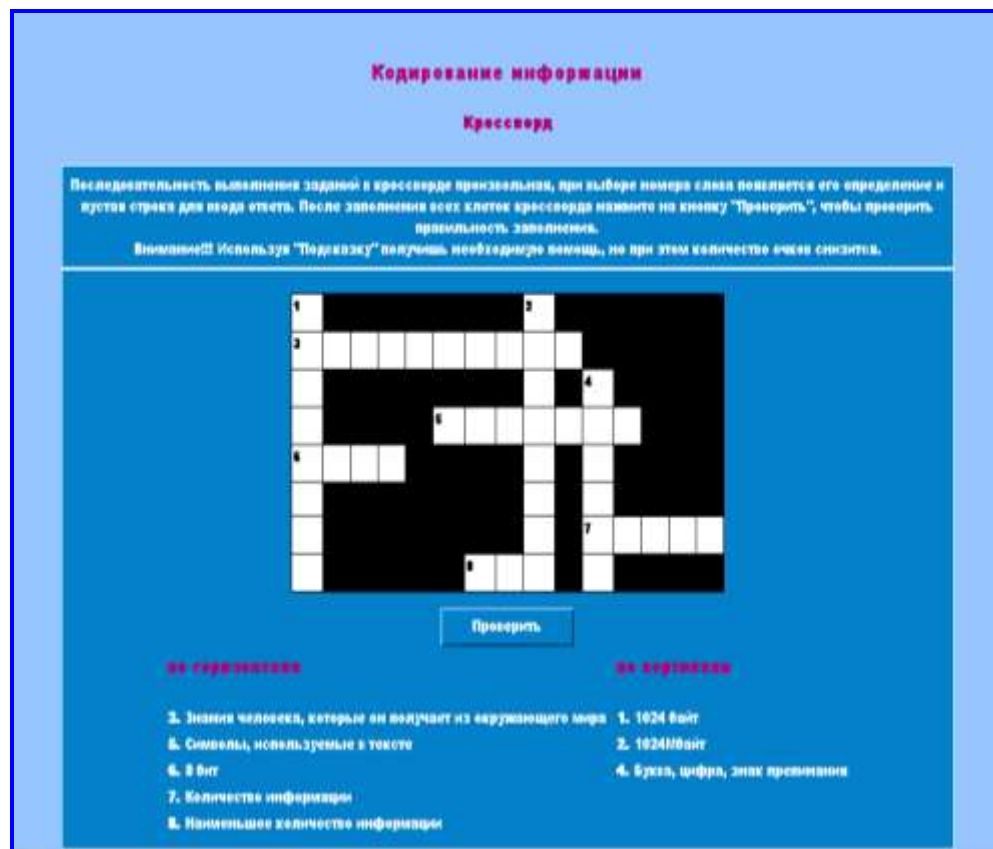 Кодирование информации
Кроссворд
Последовательность выполнения заданий в кроссворде произвольная, при выборе номера слова появляется его определение и
пустая строка для ввода ответа. После заполнения всех клеток кроссворда нажмите на кнопку "Проверить", чтобы проверить
правильность заполнения.
Внимание!!! Используя "Подсказку" получишь необходимую помощь, но при этом количество очков снизится.
1 2
3
4
5
6
7
8
Проверить
по горизонтали
3. Знания человека, которые он получает из окружающего мира
5. Символы, используемые в тексте
6. 8 бит
7. Количество информации
8. Наименьшее количество информации
по вертикали
1. 1024 байт
2. 1024Мбайт
4. Буква, цифра, знак препинания